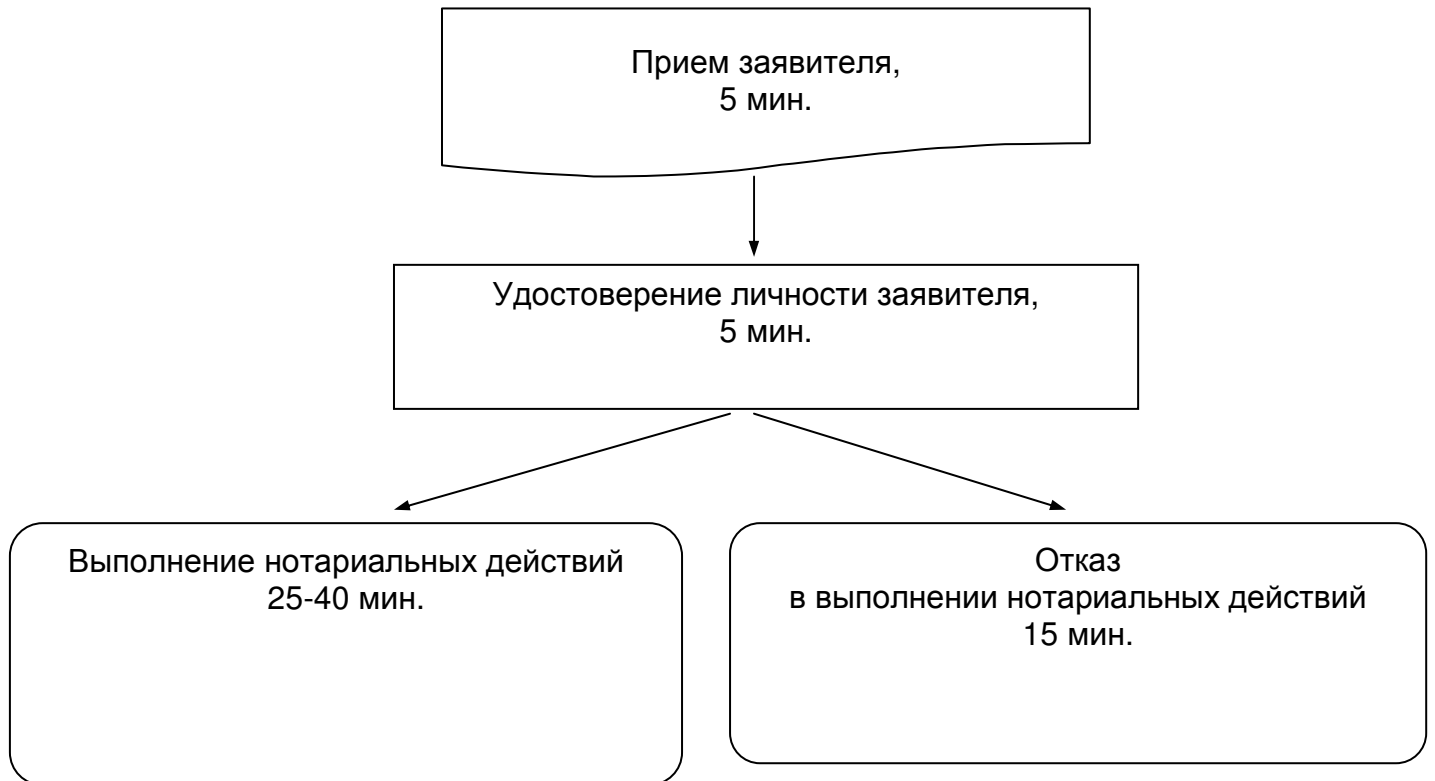 Прием заявителя,
5 мин.
Удостоверение личности заявителя,
5 мин.
Выполнение нотариальных действий
25-40 мин.
Отказ
в выполнении нотариальных действий
15 мин.